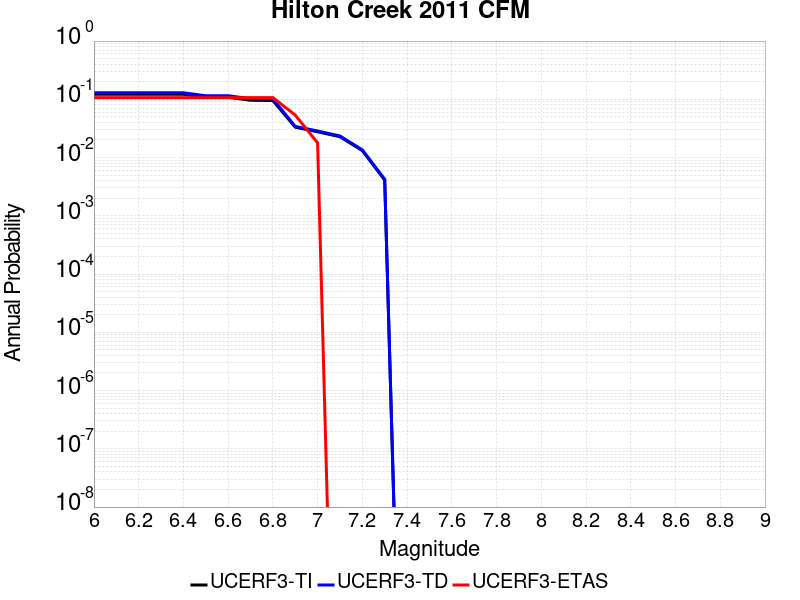 Hilton Creek 2011 CFM
10^0
10^-1
10^-2
10^-3
10^-4
10^-5
10^-6
10^-7
10^-8
Annual Probability
6 6.2 6.4 6.6 6.8 7 7.2 7.4 7.6 7.8 8 8.2 8.4 8.6 8.8 9
Magnitude
UCERF3-TI UCERF3-TD UCERF3-ETAS